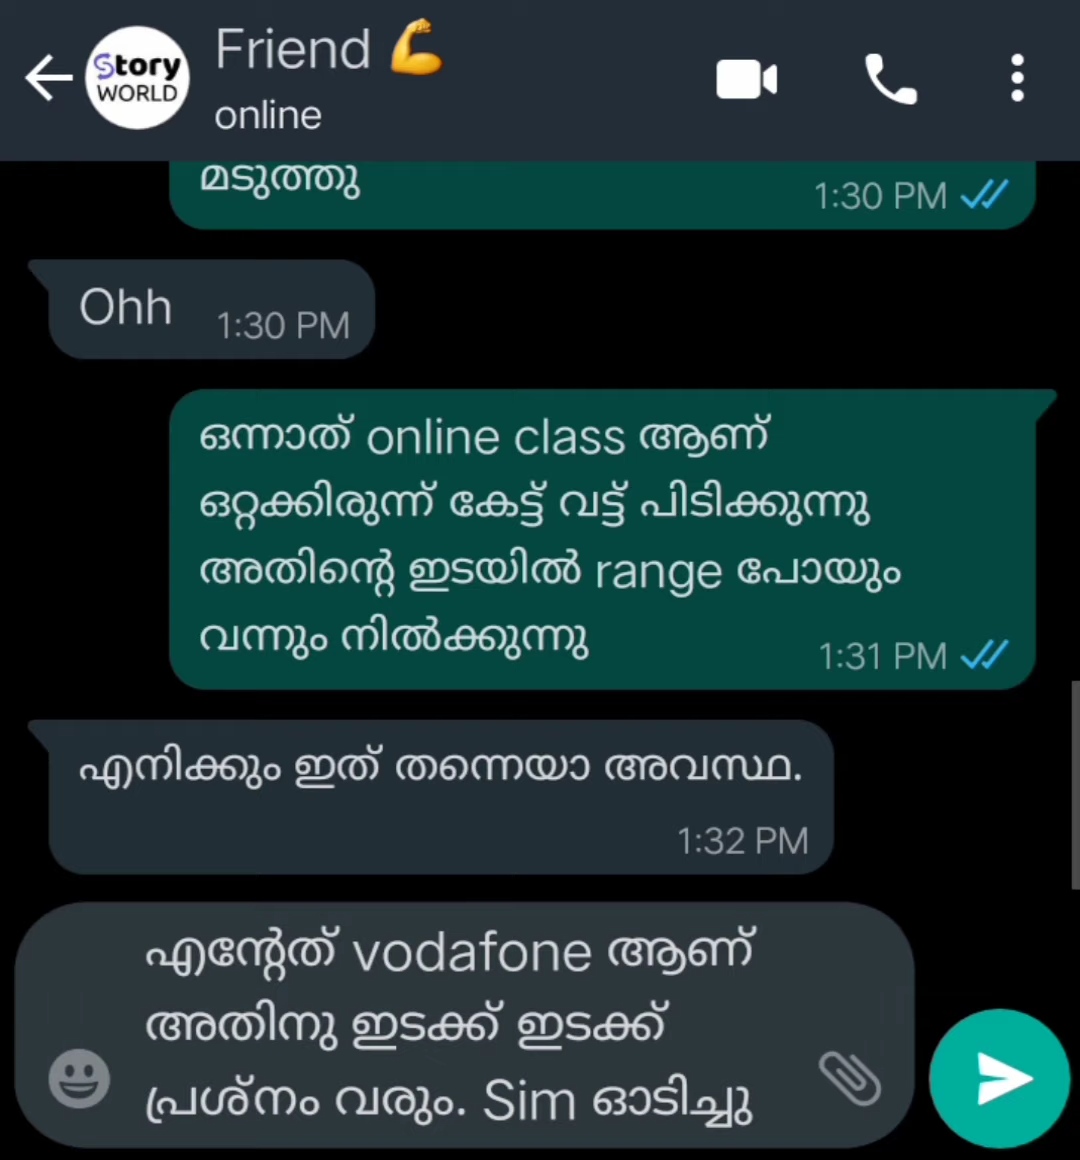 Story
WORLD
Friend 💪
online
മടുത്തു
1:30 PM
Ohh
1:30 PM
ഒന്നാത് online class ആണ്
ഒറ്റക്കിരുന്ന് കേട്ട് വട്ട് പിടിക്കുന്നു
അതിന്റെ ഇടയിൽ range പോയും
വന്നും നിൽക്കുന്നു
1:31 PM
എനിക്കും ഇത് തന്നെയാ അവസ്ഥ.
1:32 PM
എന്റേത് vodafone ആണ്
അതിനു ഇടക്ക് ഇടക്ക്
പ്രശ്നം വരും. Sim ഓടിച്ചു